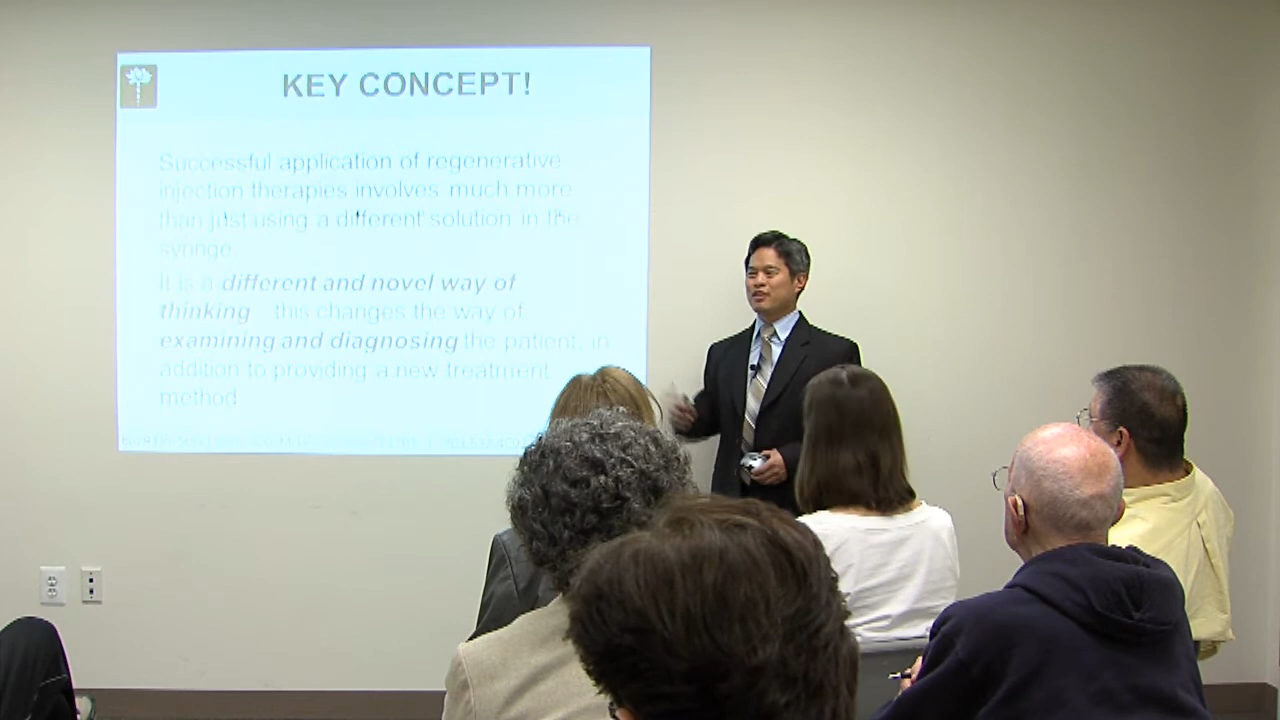 KEY CONCEPT!
Successful application of regenerative
injection therapies involves much more
than just using a different solution in the
syringe
It is a different and novel way of
thinking this changes the way of
examining and diagnosing the patient, in
addition to providing a new treatment
method